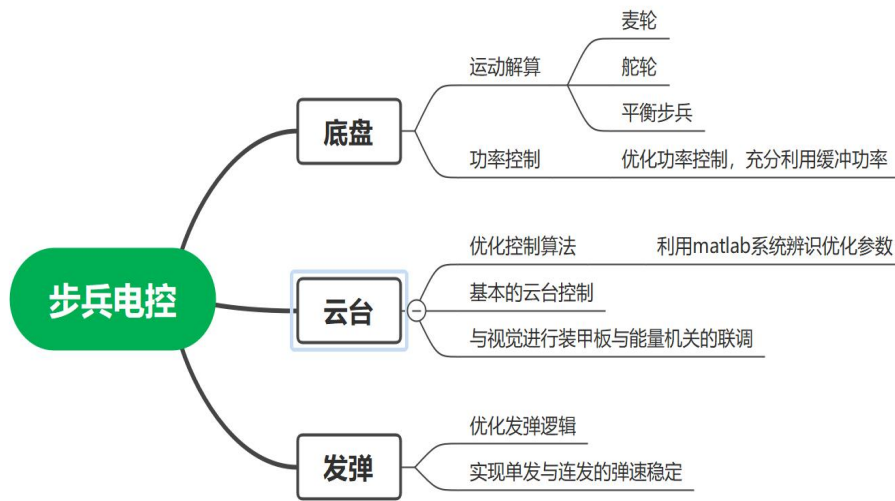 步兵电控
底盘
运动解算
麦轮
舵轮
平衡步兵
功率控制
优化功率控制，充分利用缓冲功率
云台
优化控制算法
利用matlab系统辨识优化参数
基本的云台控制
与视觉进行装甲板与能量机关的联调
发弹
优化发弹逻辑
实现单发与连发的弹速稳定